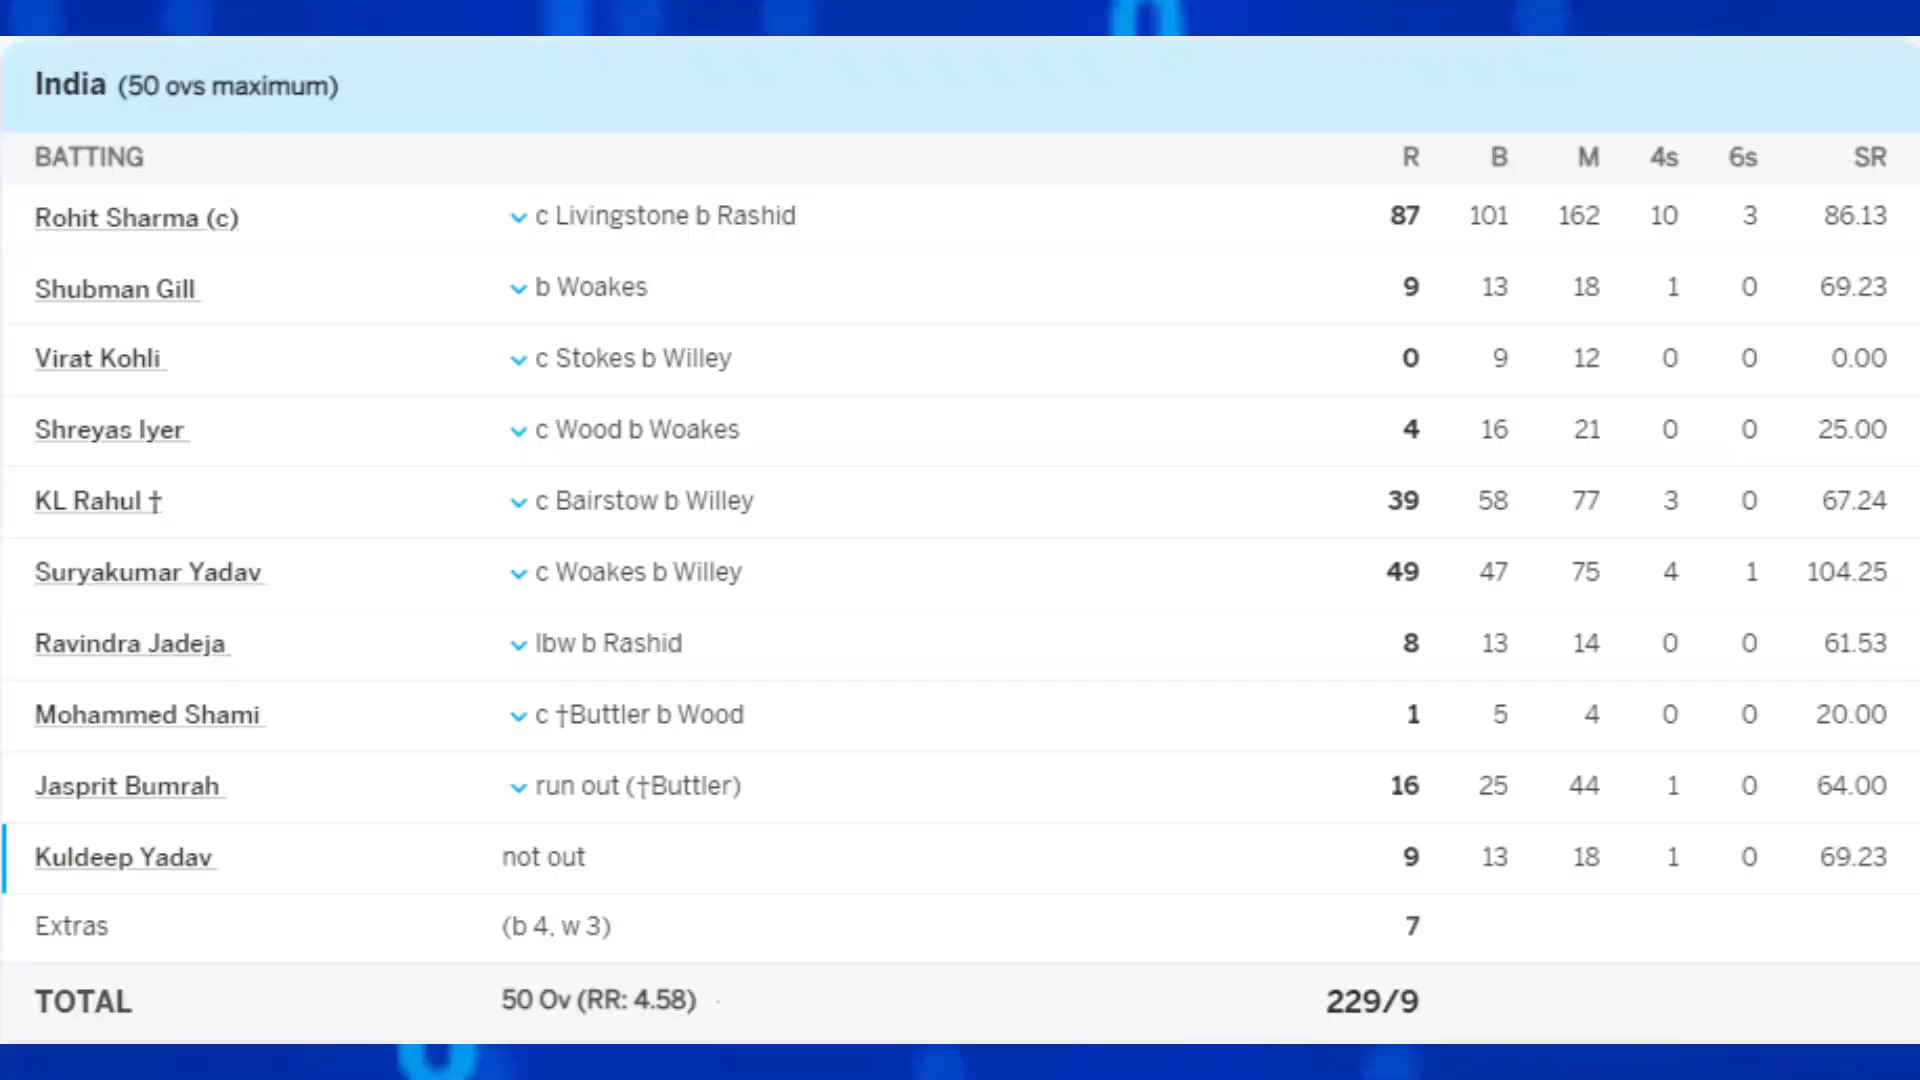 India (50 ovs maximum)
BATTING R B M 4s 6s SR
Rohit Sharma (c) c Livingstone b Rashid 87 101 162 10 3 86.13
Shubman Gill b Woakes 9 13 18 1 0 69.23
Virat Kohli c Stokes b Willey 0 9 12 0 0 0.00
Shreyas Iyer c Wood b Woakes 4 16 21 0 0 25.00
KL Rahul † c Bairstow b Willey 39 58 77 3 0 67.24
Suryakumar Yadav c Woakes b Willey 49 47 75 4 1 104.25
Ravindra Jadeja lbw b Rashid 8 13 14 0 0 61.53
Mohammed Shami c †Buttler b Wood 1 5 4 0 0 20.00
Jasprit Bumrah run out (†Buttler) 16 25 44 1 0 64.00
Kuldeep Yadav not out 9 13 18 1 0 69.23
Extras (b 4, w 3) 7
TOTAL 50 Ov (RR: 4.58) 229/9